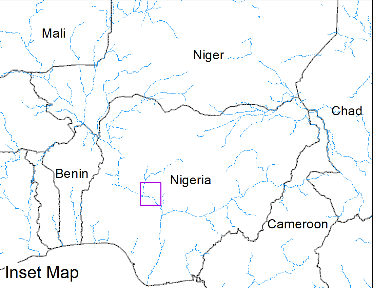 Mali
Niger
Chad
Benin
Nigeria
Cameroon
Inset Map